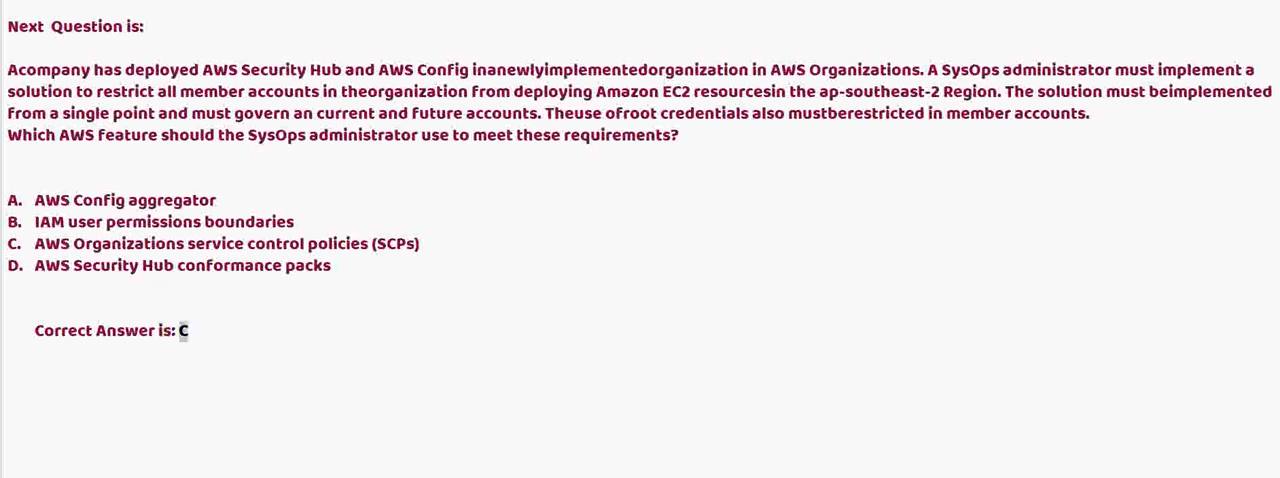 Next Question is:
Acompany has deployed AWS Security Hub and AWS Config inanewlyimplementedorganization in AWS Organizations. A SysOps administrator must implement a
solution to restrict all member accounts in theorganization from deploying Amazon EC2 resourcesin the ap-southeast-2 Region. The solution must beimplemented
from a single point and must govern an current and future accounts. Theuse ofroot credentials also mustberestricted in member accounts.
Which AWS feature should the SysOps administrator use to meet these requirements?
A. AWS Config aggregator
B. IAM user permissions boundaries
C. AWS Organizations service control policies (SCPs)
D. AWS Security Hub conformance packs
Correct Answer is: C